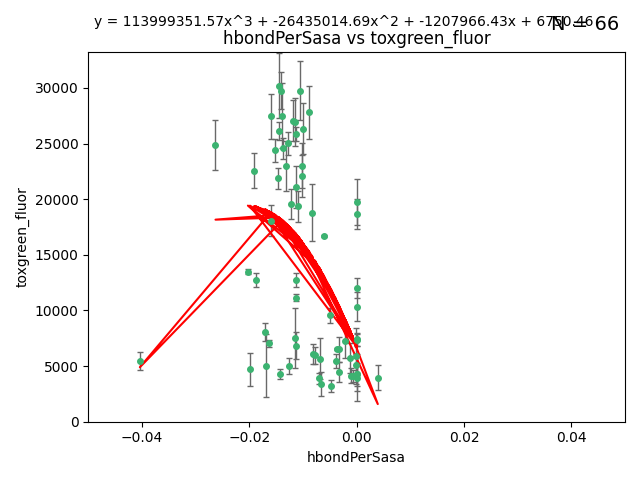 y = 113999351.57x^3 + -26435014.69x^2 + -1207966.43x + 6750.46
N = 66
hbondPerSasa vs toxgreen_fluor
30000
25000
20000
15000
10000
5000
0
toxgreen_fluor
−0.04
−0.02
0.00
0.02
0.04
hbondPerSasa